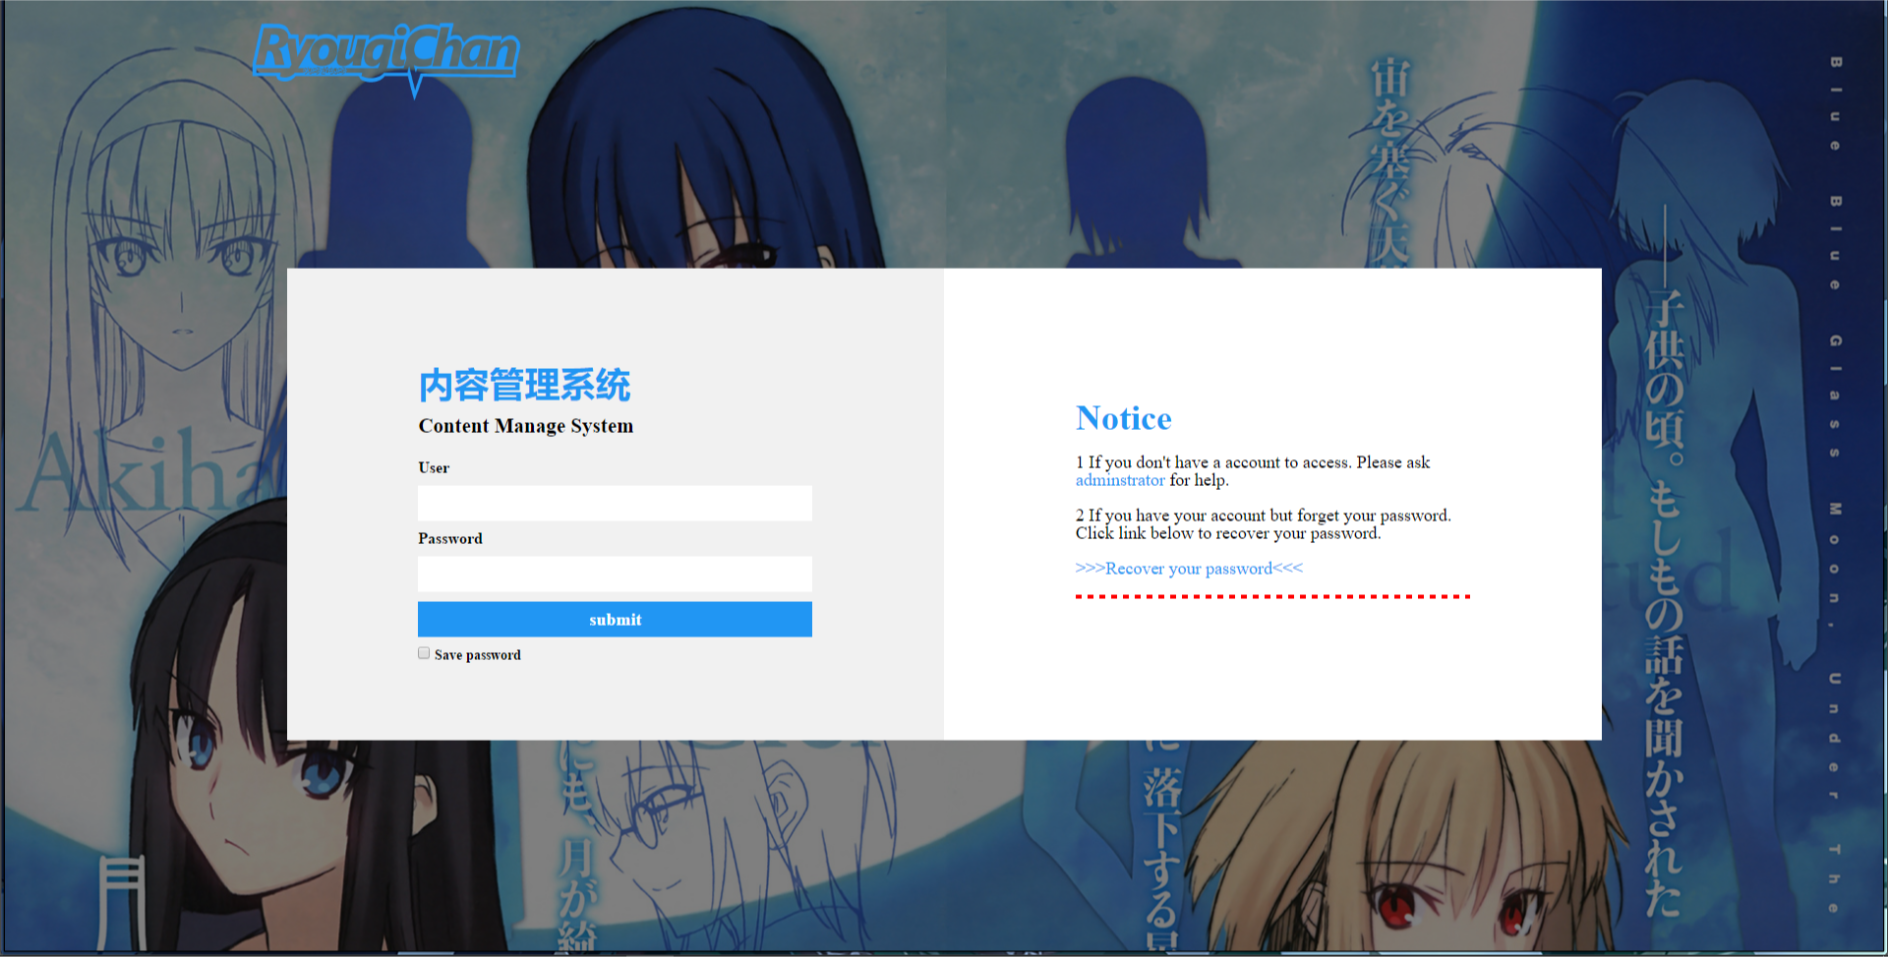 RyougiChan
内容管理系统
Content Manage System
User
Password
submit
Save password
Notice
1 If you don't have a account to access. Please ask
adminstrator for help.
2 If you have your account but forget your password.
Click link below to recover your password.
>>>Recover your password<<<
Akiha
宙を塞ぐ天
子供の頃。もしもの話を聞かされた
Blue Blue Glass Moon, Under The
にも、月が綺
に落下する
月